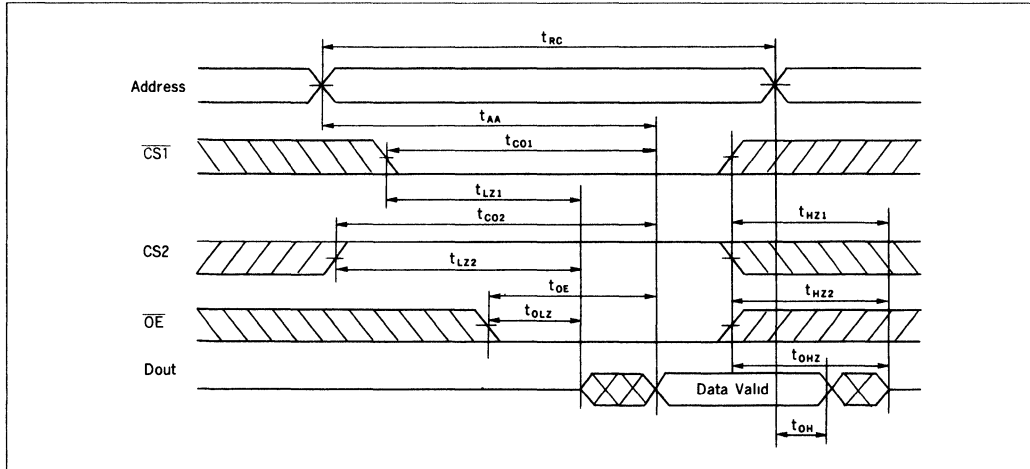 tRC
Address
tAA
CS1
tCO1
tLZ1
tCO2
tHZ1
CS2
tLZ2
tOE
tHZ2
OE
tOLZ
tOHZ
Dout
Data Valid
tOH